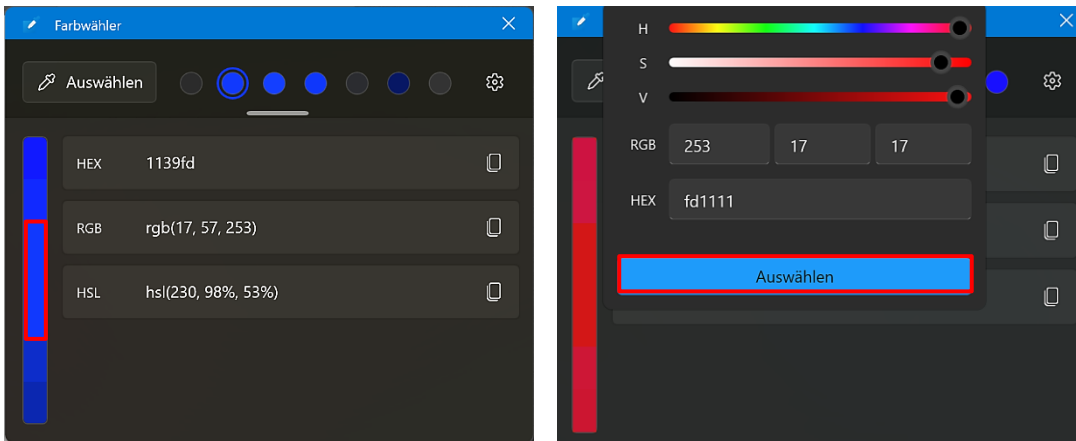 Farbwähler
Auswählen
HEX 1139fd
RGB rgb(17, 57, 253)
HSL hsl(230, 98%, 53%)
H
S
V
RGB 253 17 17
HEX fd1111
Auswählen